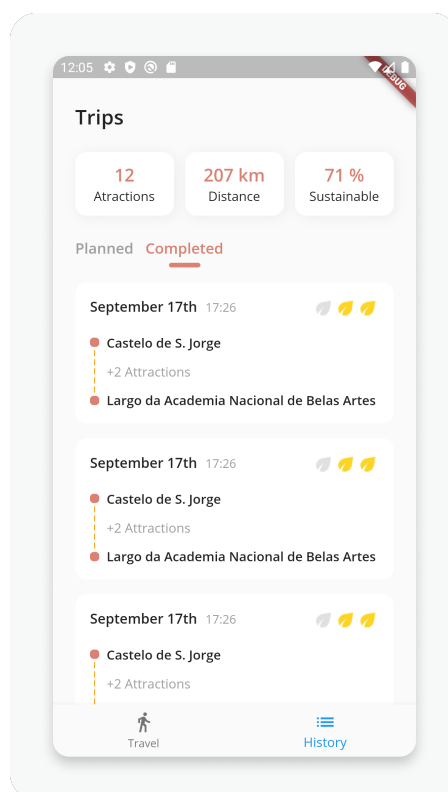 12:05
DEBUG
Trips
12 207 km 71 %
Atractions Distance Sustainable
Planned Completed
September 17th 17:26
Castelo de S. Jorge
+2 Attractions
Largo da Academia Nacional de Belas Artes
September 17th 17:26
Castelo de S. Jorge
+2 Attractions
Largo da Academia Nacional de Belas Artes
September 17th 17:26
Castelo de S. Jorge
+2 Attractions
Travel History